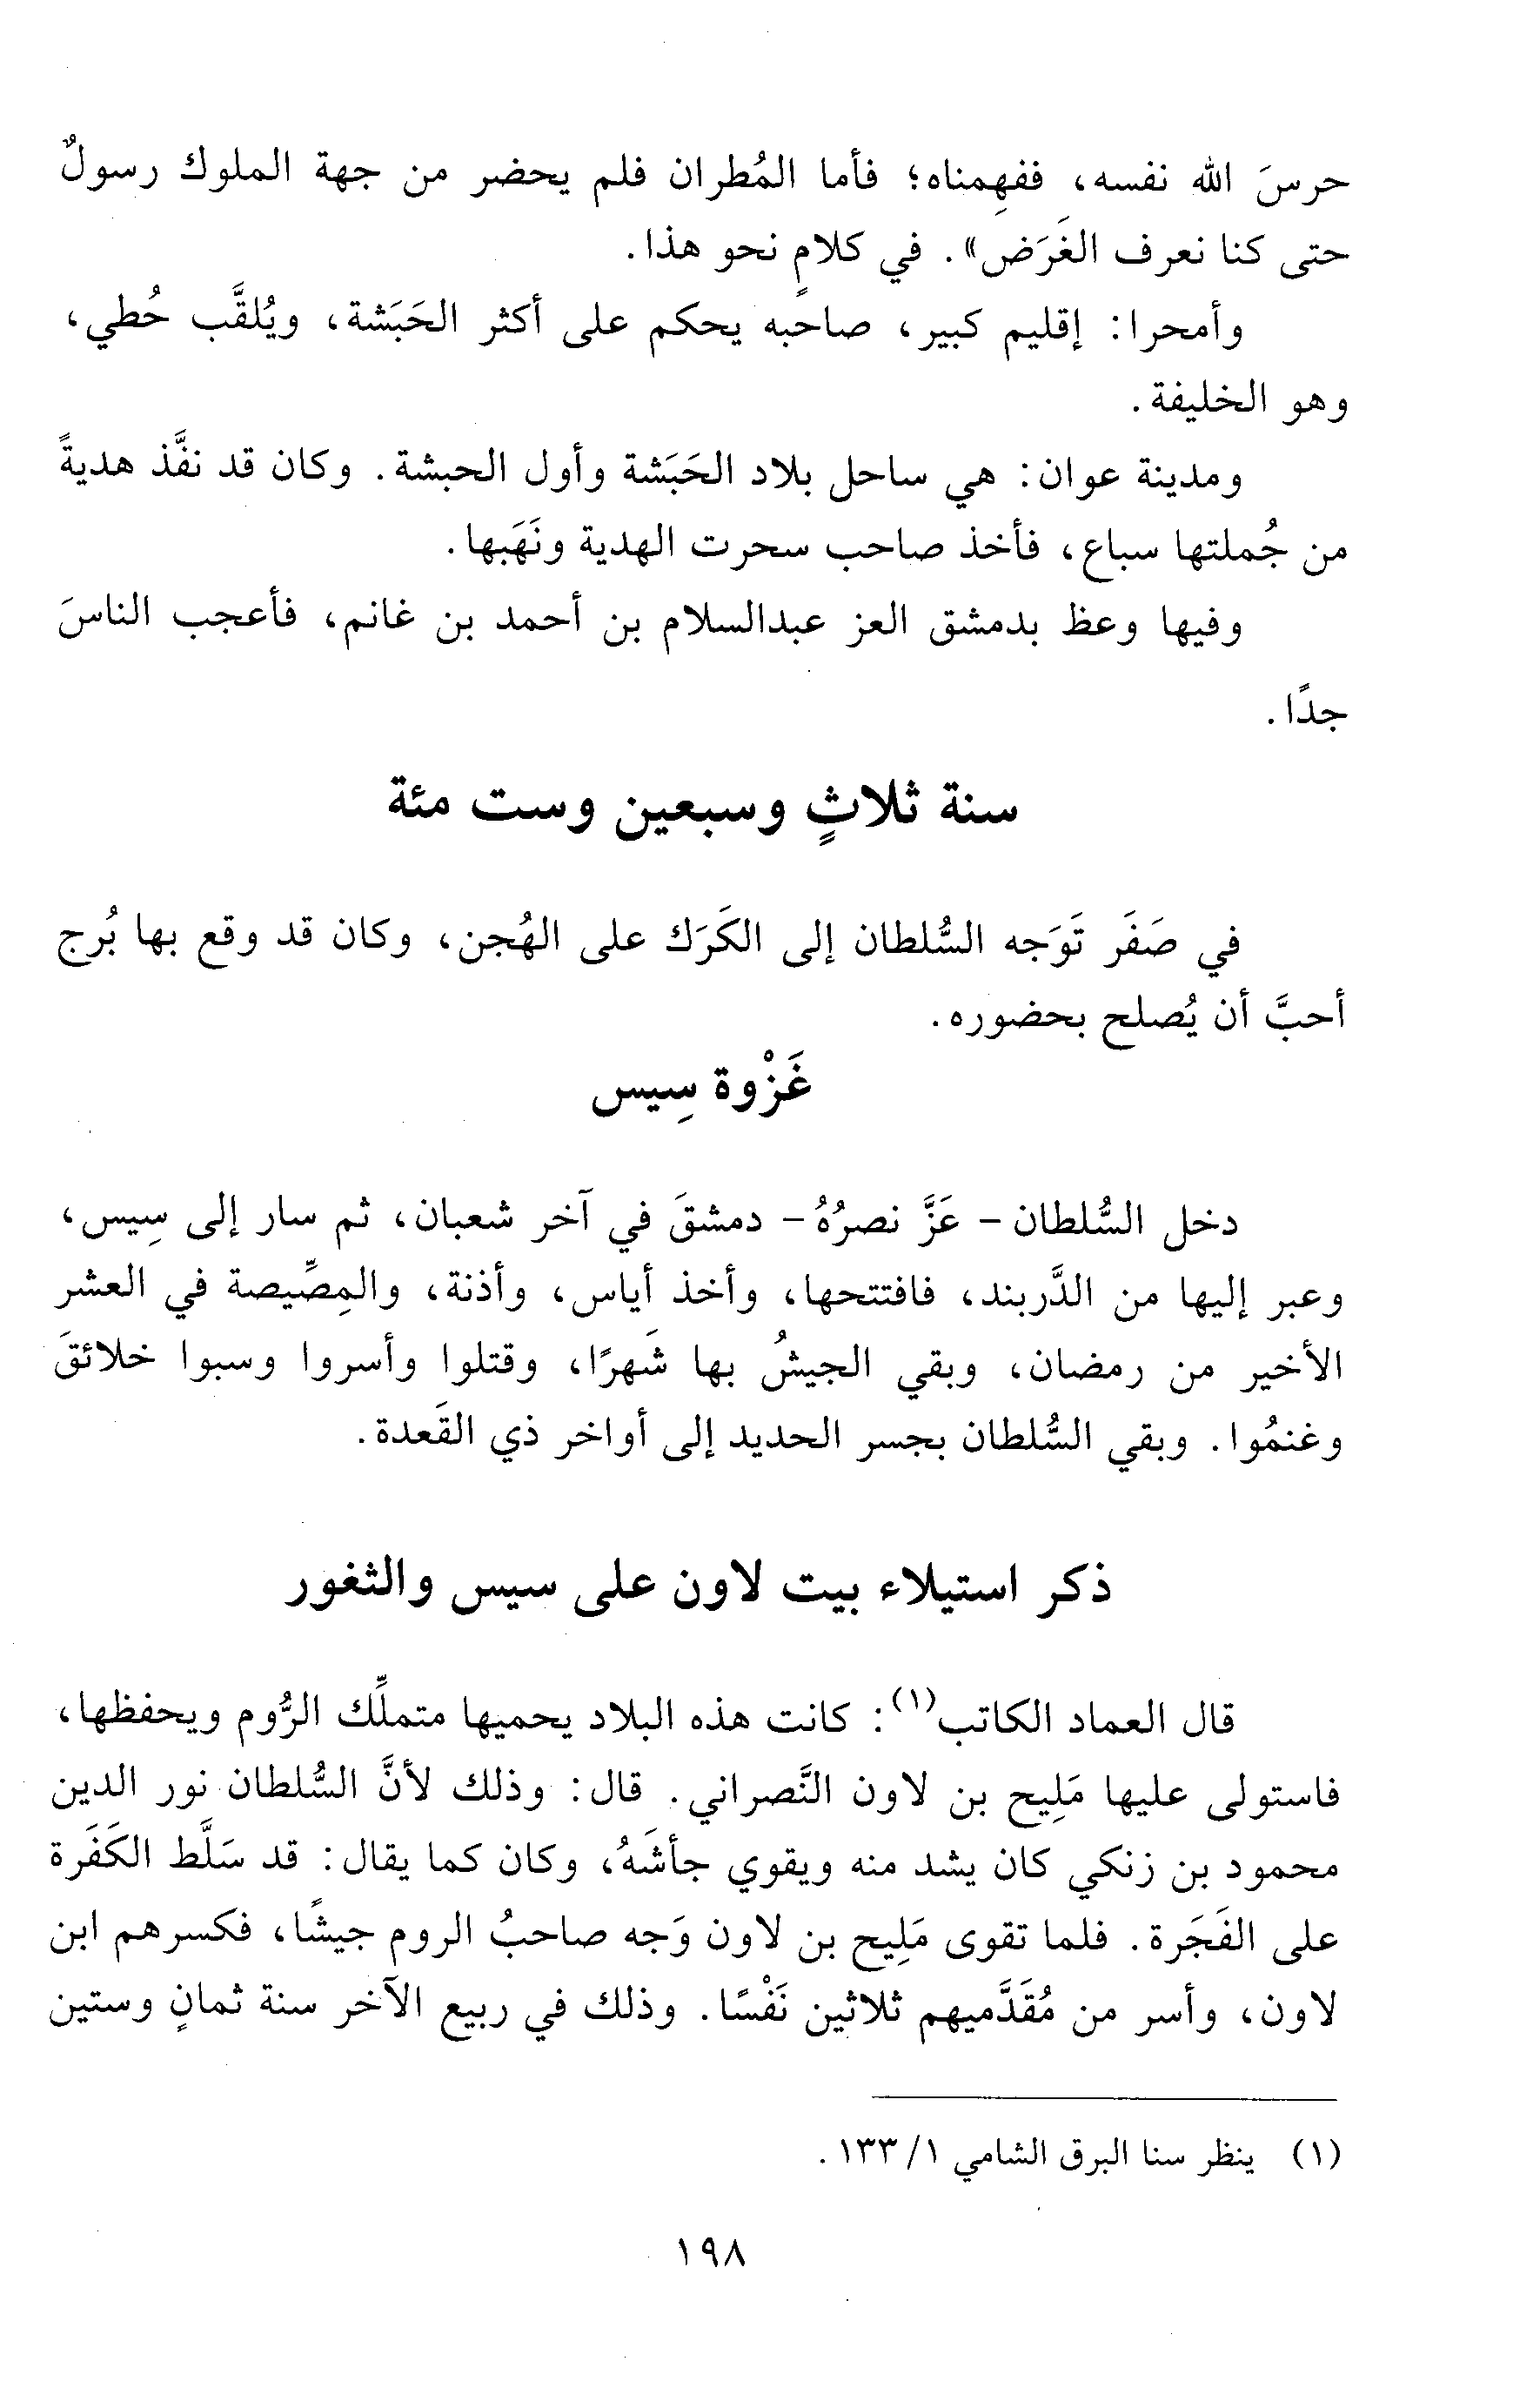 حرسَ الله نفسه، ففهِمناه؛ فأما المُطران فلم يحضر من جهة الملوك رسولٌ
حتى كنا نعرف الغَرَض». في كلامٍ نحو هذا.
وأمحرا: إقليم كبير، صاحبه يحكم على أكثر الحَبَشة، ويُلقَّب حُطي،
وهو الخليفة.
ومدينة عوان: هي ساحل بلاد الحَبَشة وأول الحبشة. وكان قد نفَّذ هديةً
من جُملتها سباع، فأخذ صاحب سحرت الهدية ونَهَبها.
وفيها وعظ بدمشق العز عبدالسلام بن أحمد بن غانم، فأعجب الناسَ
جدًا.
سنة ثلاثٍ وسبعين وست مئة
في صَفَر تَوَجه السُّلطان إلى الكَرَك على الهُجن، وكان قد وقع بها بُرج
أحبَّ أن يُصلح بحضوره.
غَزْوة سِيس
دخل السُّلطان - عَزَّ نصرُهُ - دمشقَ في آخر شعبان، ثم سار إلى سِيس،
وعبر إليها من الدَّربند، فافتتحها، وأخذ أياس، وأذنة، والمِصِّيصة في العشر
الأخير من رمضان، وبقي الجيشُ بها شَهرًا، وقتلوا وأسروا وسبوا خلائقَ
وغنمُوا. وبقي السُّلطان بجسر الحديد إلى أواخر ذي القَعدة.
ذكر استيلاء بيت لاون على سيس والثغور
قال العماد الكاتب(١): كانت هذه البلاد يحميها متملِّك الرُّوم ويحفظها،
فاستولى عليها مَلِيح بن لاون النَّصراني. قال: وذلك لأنَّ السُّلطان نور الدين
محمود بن زنكي كان يشد منه ويقوي جأشَهُ، وكان كما يقال: قد سَلَّط الكَفَرة
على الفَجَرة. فلما تقوى مَلِيح بن لاون وَجه صاحبُ الروم جيشًا، فكسرهم ابن
لاون، وأسر من مُقَدَّميهم ثلاثين نَفْسًا. وذلك في ربيع الآخر سنة ثمانٍ وستين
(١) ينظر سنا البرق الشامي ١/ ١٣٣.
١٩٨